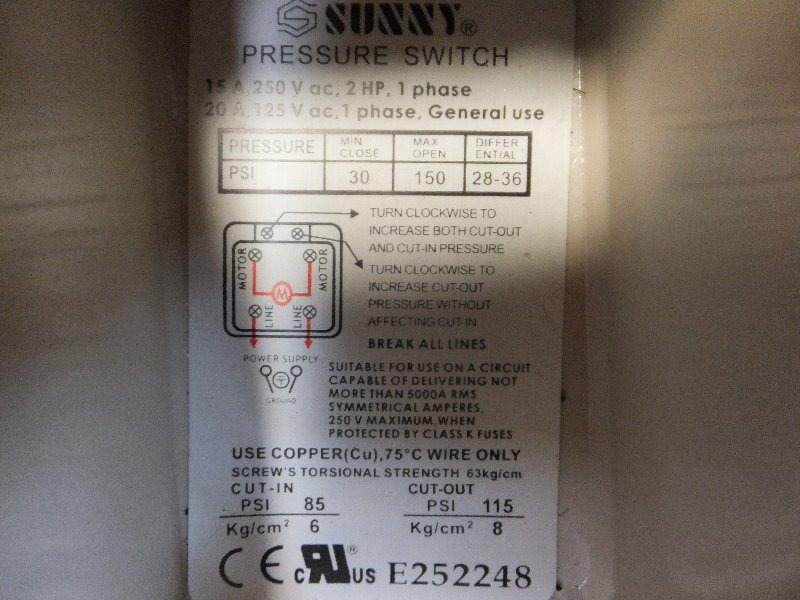 SUNNY®
PRESSURE SWITCH
15 A, 250 V ac, 2 HP, 1 phase
20 A, 125 V ac, 1 phase, General use
PRESSURE MIN CLOSE MAX OPEN DIFFER ENTIAL
PSI 30 150 28-36
TURN CLOCKWISE TO
INCREASE BOTH CUT-OUT
AND CUT-IN PRESSURE
TURN CLOCKWISE TO
INCREASE CUT-OUT
PRESSURE WITHOUT
AFFECTING CUT-IN
BREAK ALL LINES
MOTOR MOTOR
M
LINE LINE
POWER SUPPLY
GROUND
SUITABLE FOR USE ON A CIRCUIT
CAPABLE OF DELIVERING NOT
MORE THAN 5000A RMS
SYMMETRICAL AMPERES,
250 V MAXIMUM, WHEN
PROTECTED BY CLASS K FUSES
USE COPPER(Cu),75°C WIRE ONLY
SCREW'S TORSIONAL STRENGTH 63kg/cm
CUT-IN CUT-OUT
PSI 85 PSI 115
Kg/cm² 6 Kg/cm² 8
CE c RU® US E252248